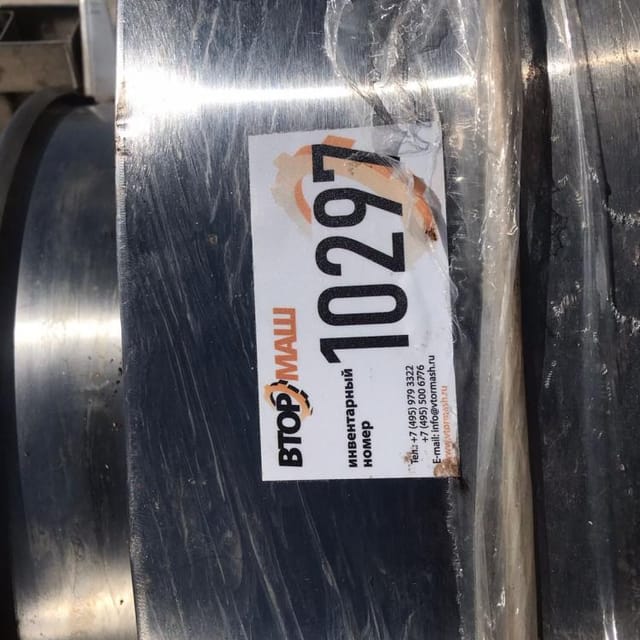 ВТОРМАШ
инвентарный
номер
10297
Тел.: +7 (495) 979 3322
+7 (495) 500 6776
E-mail: info@vtormash.ru